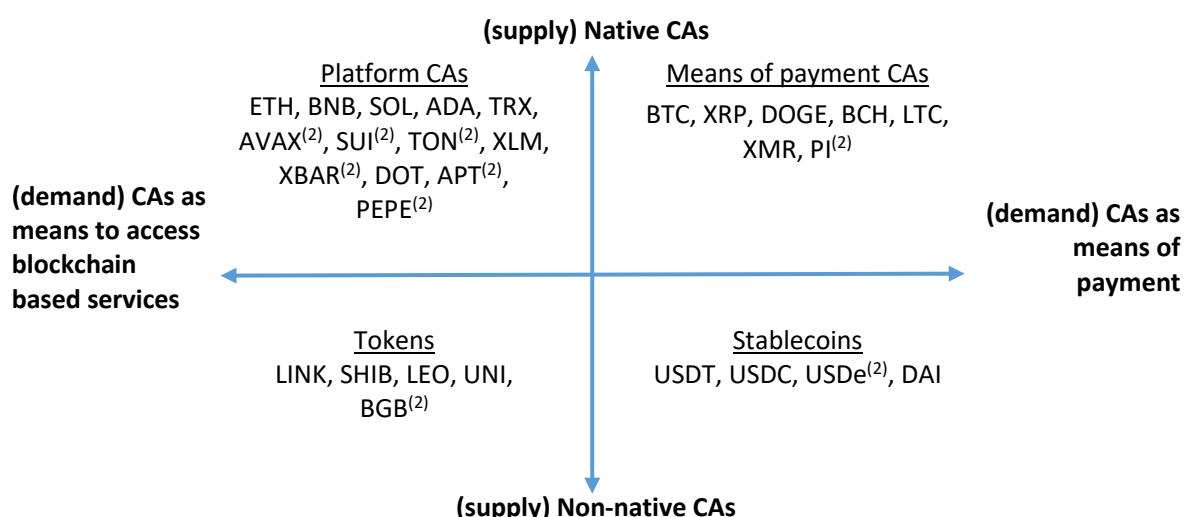 (supply) Native CAs
Platform CAs
ETH, BNB, SOL, ADA, TRX,
AVAX(2), SUI(2), TON(2), XLM,
XBAR(2), DOT, APT(2),
PEPE(2)
Means of payment CAs
BTC, XRP, DOGE, BCH, LTC,
XMR, PI(2)
(demand) CAs as
means to access
blockchain
based services
(demand) CAs as
means of
payment
Tokens
LINK, SHIB, LEO, UNI,
BGB(2)
Stablecoins
USDT, USDC, USDe(2), DAI
(supply) Non-native CAs